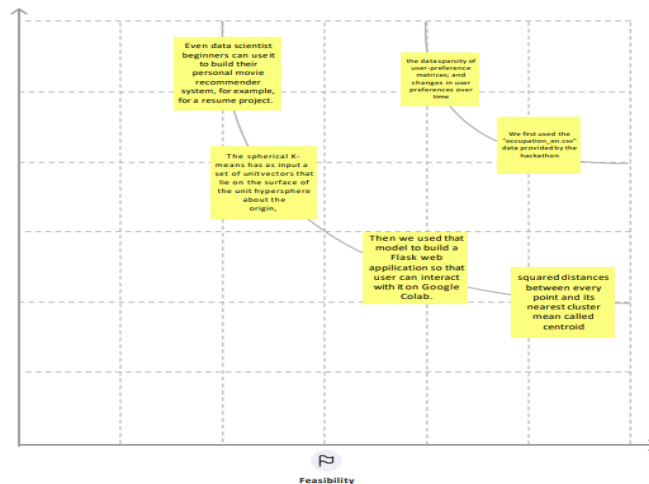 Even data scientist
beginners can use it
to build their
personal movie
recommender
system, for example,
for a resume project.
the data sparsity of
user-preference
matrices; and
changes in user
preferences over
time
We first used the
"occupation_en.csv"
data provided by the
hackathon
The spherical K-
means has as input a
set of unit vectors that
lie on the surface of
the unit hypersphere
about the
origin,
Then we used that
model to build a
Flask web
application so that
user can interact
with it on Google
Colab.
squared distances
between every
point and its
nearest cluster
mean called
centroid
Feasibility